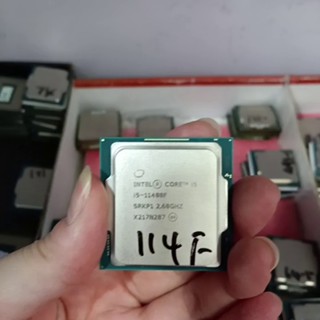 INTEL® CORE™ i5
i5-11400F
SRKP1 2.60GHZ
X217N287
114F